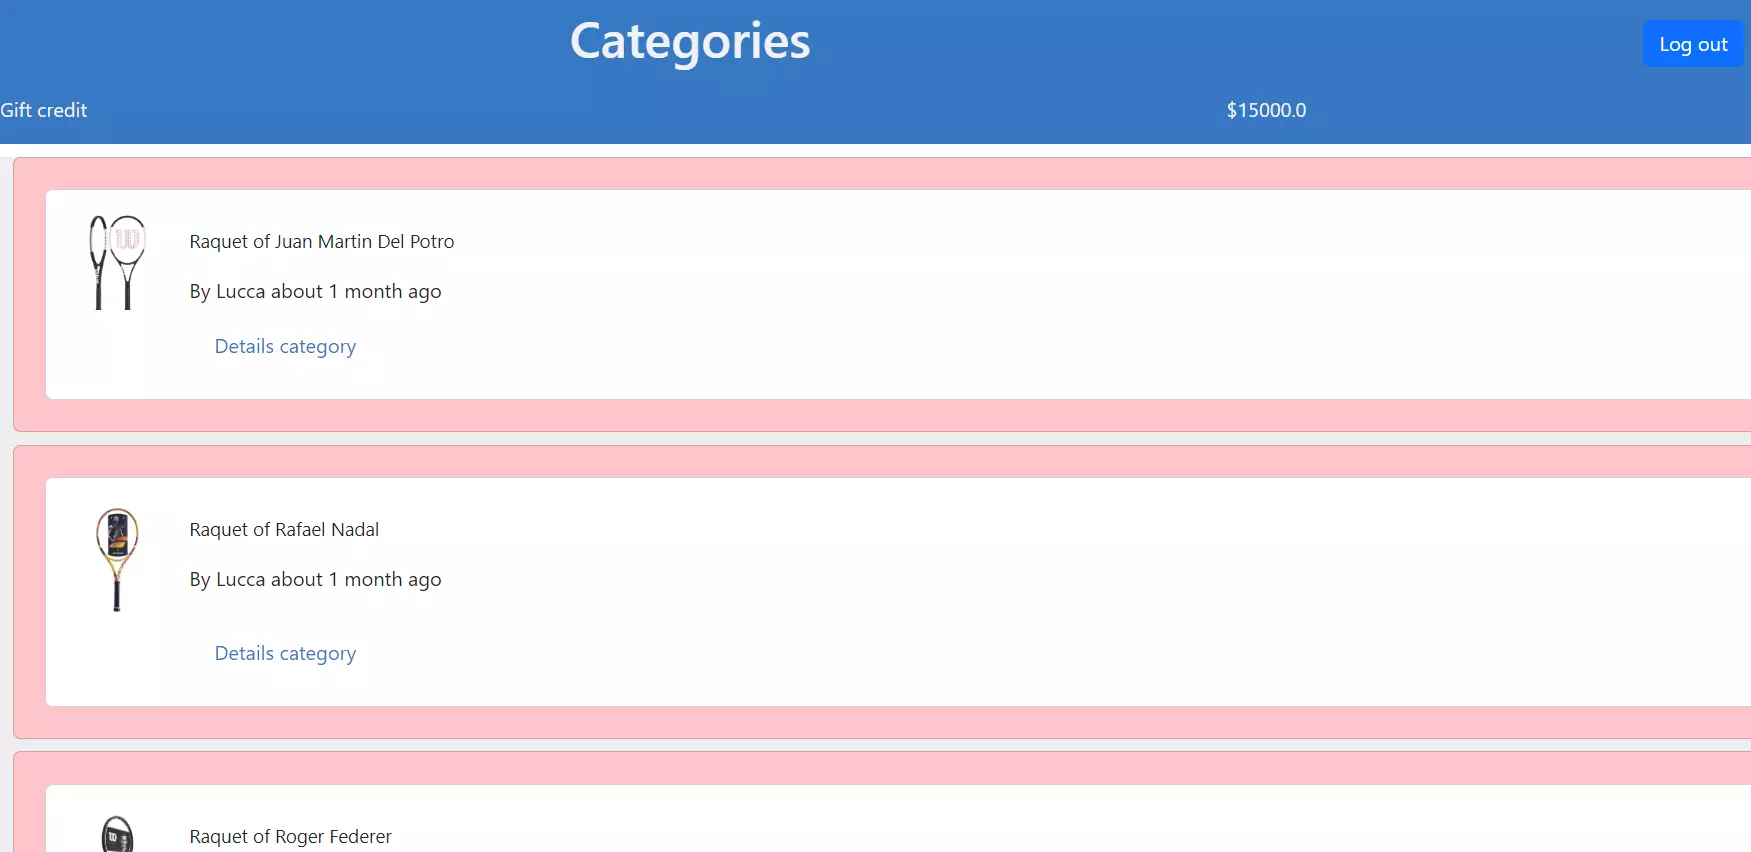 Categories
Log out
Gift credit
$15000.0
Raquet of Juan Martin Del Potro
By Lucca about 1 month ago
Details category
Raquet of Rafael Nadal
By Lucca about 1 month ago
Details category
Raquet of Roger Federer